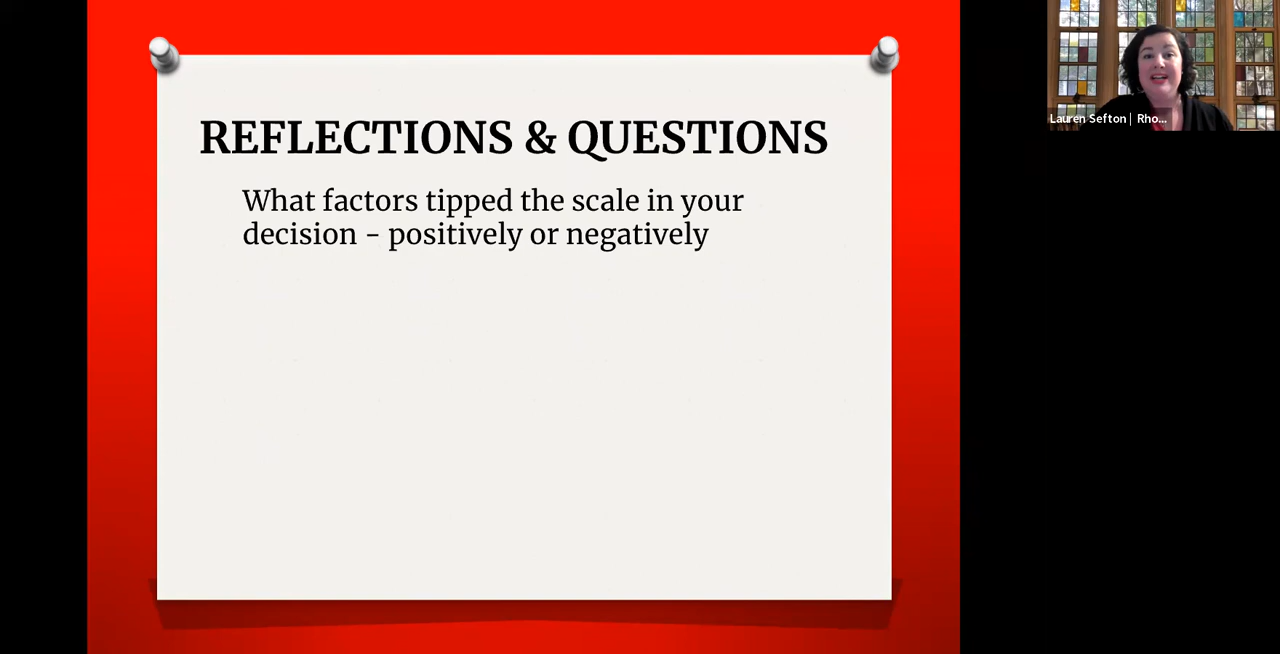 REFLECTIONS & QUESTIONS
What factors tipped the scale in your
decision - positively or negatively
Lauren Sefton | Rho...